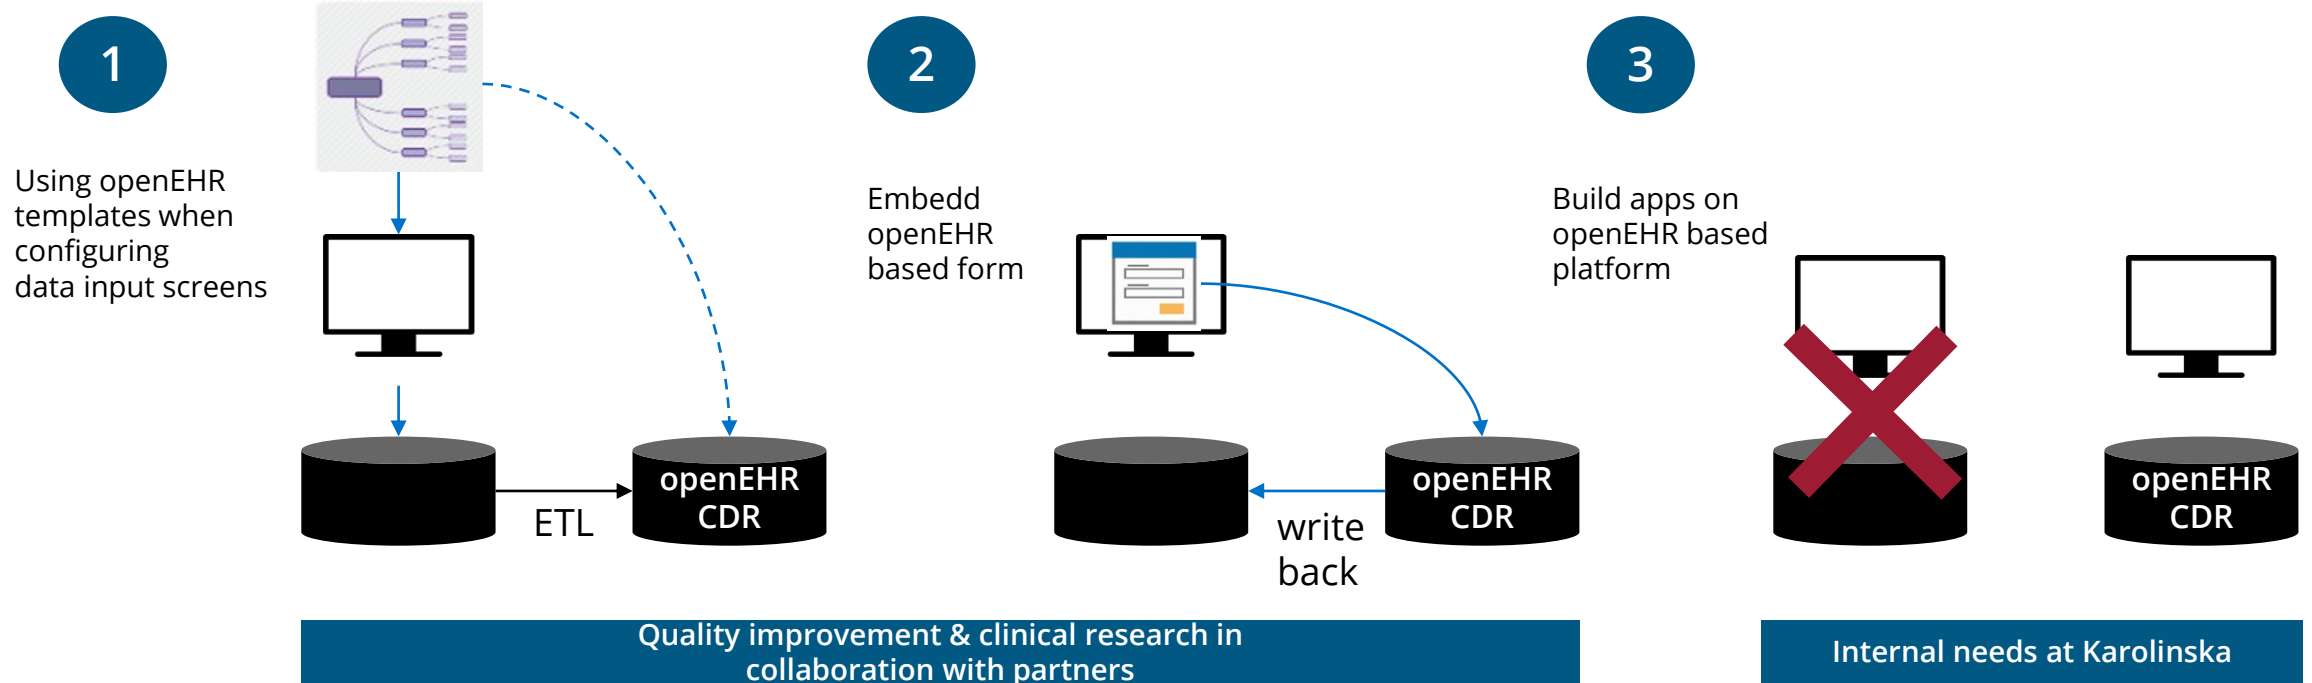 1
Using openEHR
templates when
configuring
data input screens
ETL
openEHR
CDR
2
Embedd
openEHR
based form
write
back
openEHR
CDR
Quality improvement & clinical research in
collaboration with partners
3
Build apps on
openEHR based
platform
openEHR
CDR
Internal needs at Karolinska